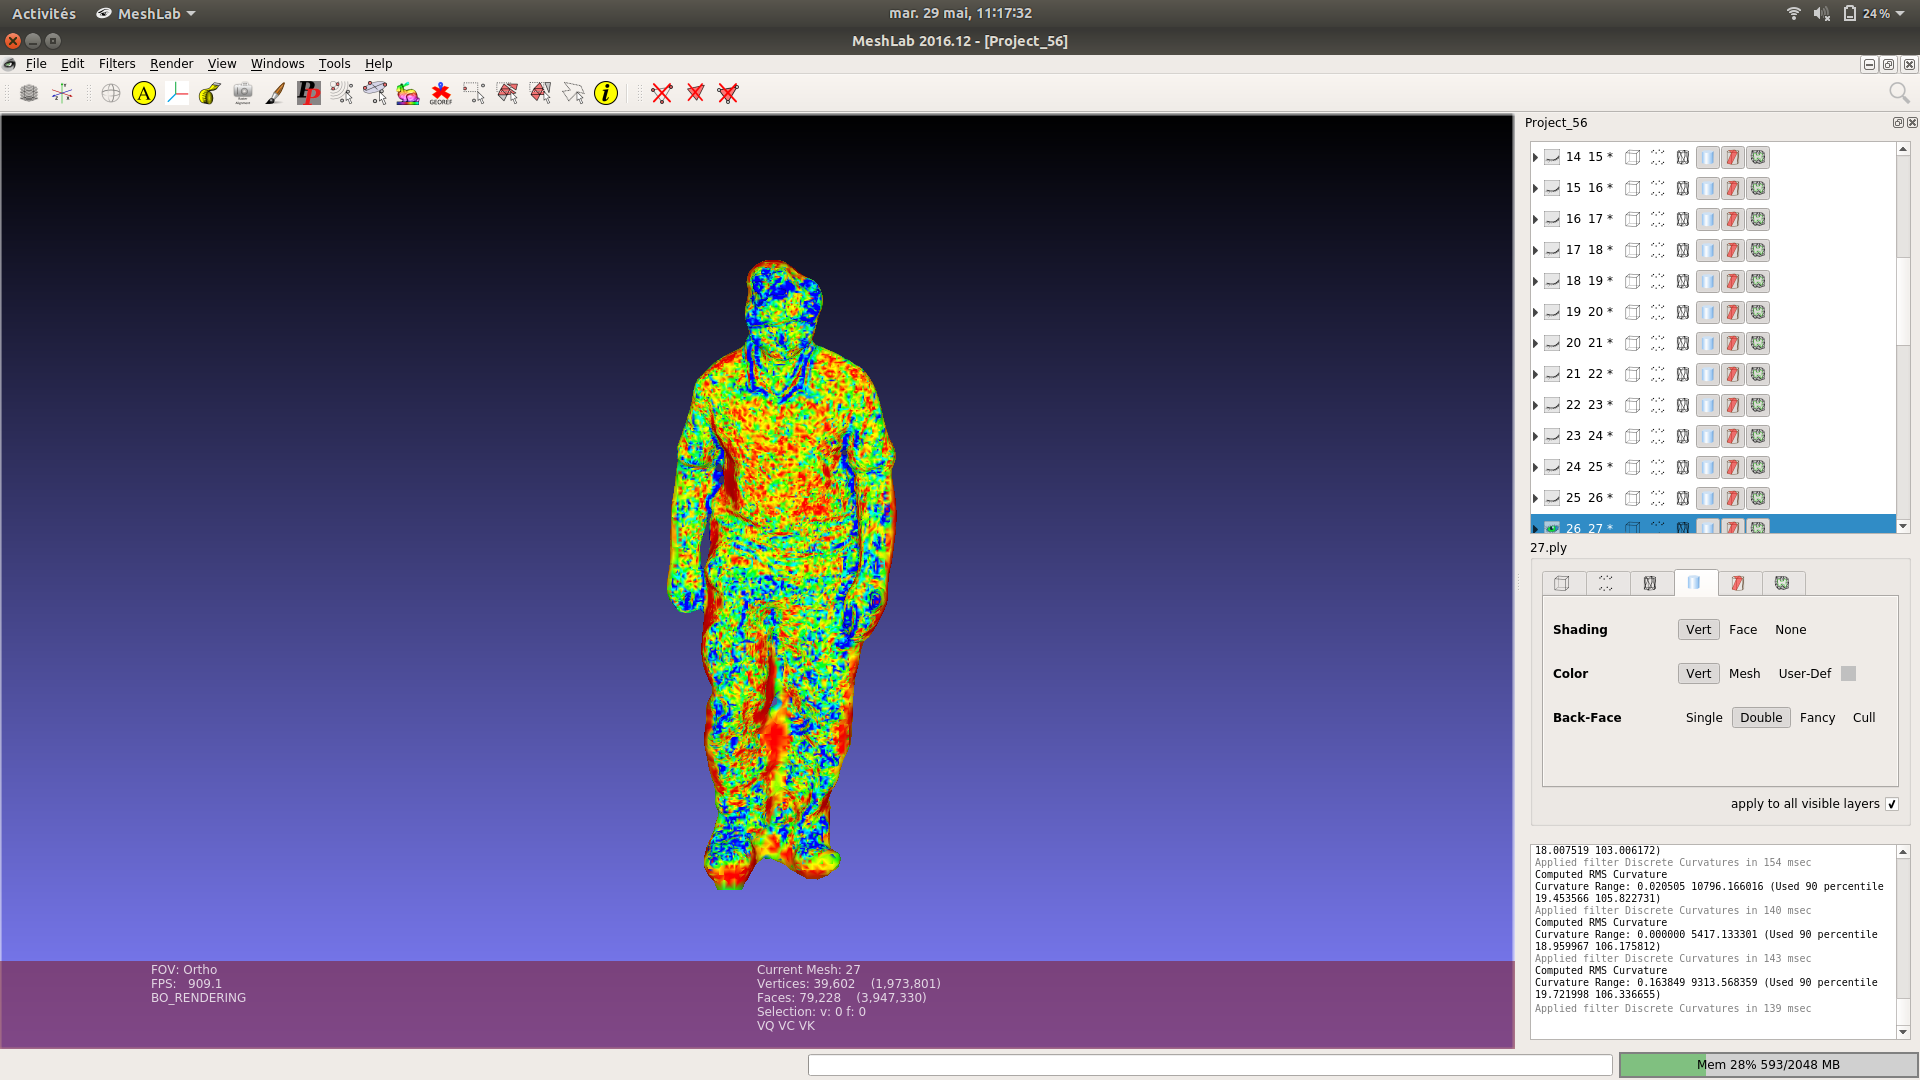 Activités MeshLab mar. 29 mai, 11:17:32 24 %
MeshLab 2016.12 - [Project_56]
File Edit Filters Render View Windows Tools Help
A GEOREF i
Project_56
14 15 *
15 16 *
16 17 *
17 18 *
18 19 *
19 20 *
20 21 *
21 22 *
22 23 *
23 24 *
24 25 *
25 26 *
26 27 *
27.ply
Shading Vert Face None
Color Vert Mesh User-Def
Back-Face Single Double Fancy Cull
apply to all visible layers
18.007519 103.006172)
Applied filter Discrete Curvatures in 154 msec
Computed RMS Curvature
Curvature Range: 0.020505 10796.166016 (Used 90 percentile
19.453566 105.822731)
Applied filter Discrete Curvatures in 140 msec
Computed RMS Curvature
Curvature Range: 0.000000 5417.133301 (Used 90 percentile
18.959967 106.175812)
Applied filter Discrete Curvatures in 143 msec
Computed RMS Curvature
Curvature Range: 0.163849 9313.568359 (Used 90 percentile
19.721998 106.336655)
Applied filter Discrete Curvatures in 139 msec
FOV: Ortho
FPS: 909.1
BO_RENDERING
Current Mesh: 27
Vertices: 39,602 (1,973,801)
Faces: 79,228 (3,947,330)
Selection: v: 0 f: 0
VQ VC VK
Mem 28% 593/2048 MB